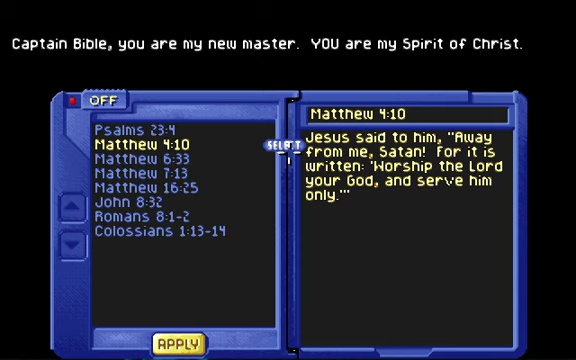 Captain Bible, you are my new master.  YOU are my Spirit of Christ.
OFF
Psalms 23:4
Matthew 4:10
Matthew 6:33
Matthew 7:13
Matthew 16:25
John 8:32
Romans 8:1-2
Colossians 1:13-14
APPLY
SELECT
Matthew 4:10
Jesus said to him, "Away
from me, Satan!  For it is
written: 'Worship the Lord
your God, and serve him
only.'"